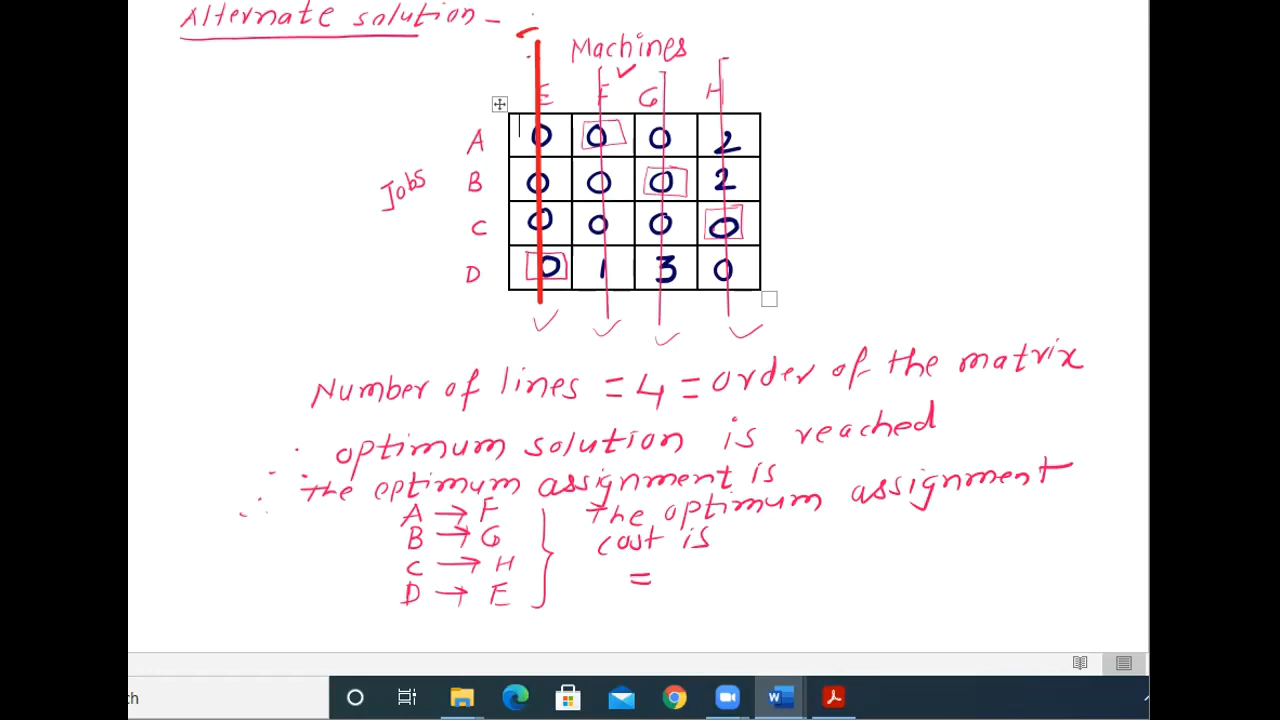 Alternate solution -
Machines
E F G H
A 0 0 0 2
Jobs B 0 0 0 2
C 0 0 0 0
D 0 1 3 0
Number of lines = 4 = order of the matrix
∴ optimum solution is reached
∴ The optimum assignment is
A → F
B → G
C → H
D → E
The optimum assignment
cost is
=
ch